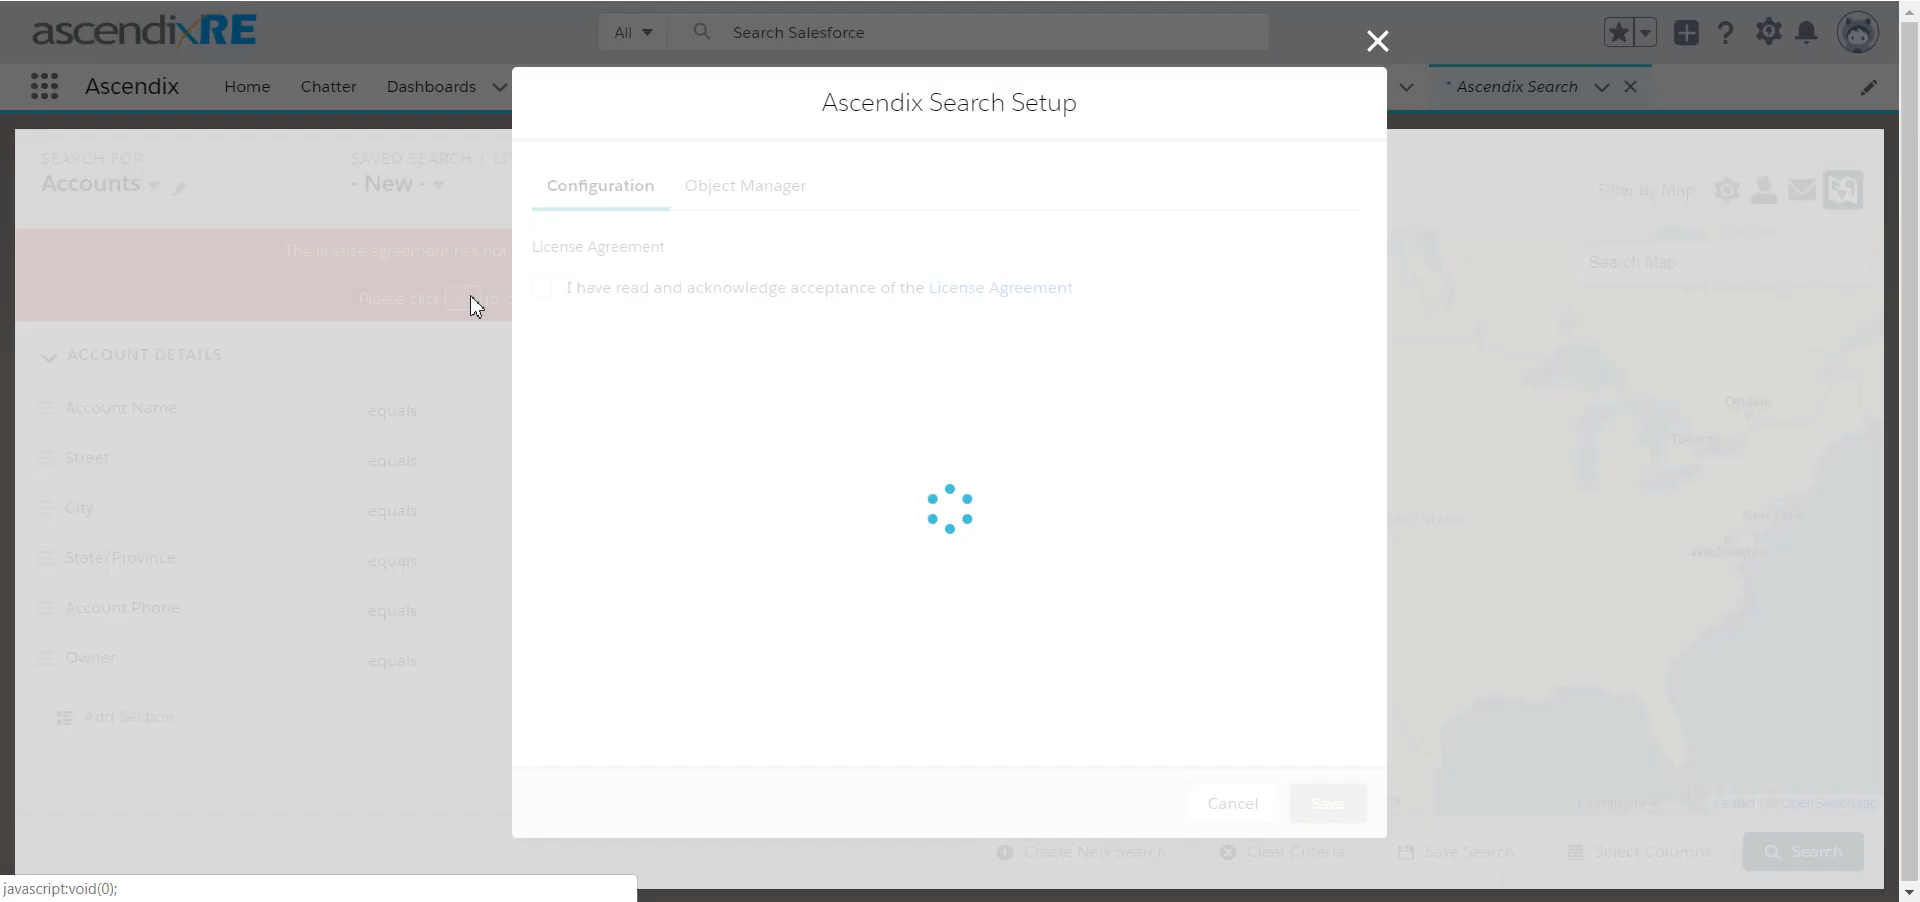 ascendixRE
All
Search Salesforce
Ascendix
Home
Chatter
Dashboards
* Ascendix Search
Ascendix Search Setup
SEARCH FOR
Accounts
SAVED SEARCH | LIS
- New -
The license agreement has not
Please click
Configuration
Object Manager
License Agreement
I have read and acknowledge acceptance of the License Agreement
Filter by Map
Search Map
ACCOUNT DETAILS
Account Name
equals
Street
equals
City
equals
State/Province
equals
Account Phone
equals
Owner
equals
Add Section
Ottawa
Toronto
New York
Washington
Cancel
Save
Leaflet | © OpenStreetMap
Create New Search
Clear Criteria
Save Search
Select Columns
Search
javascript:void(0);